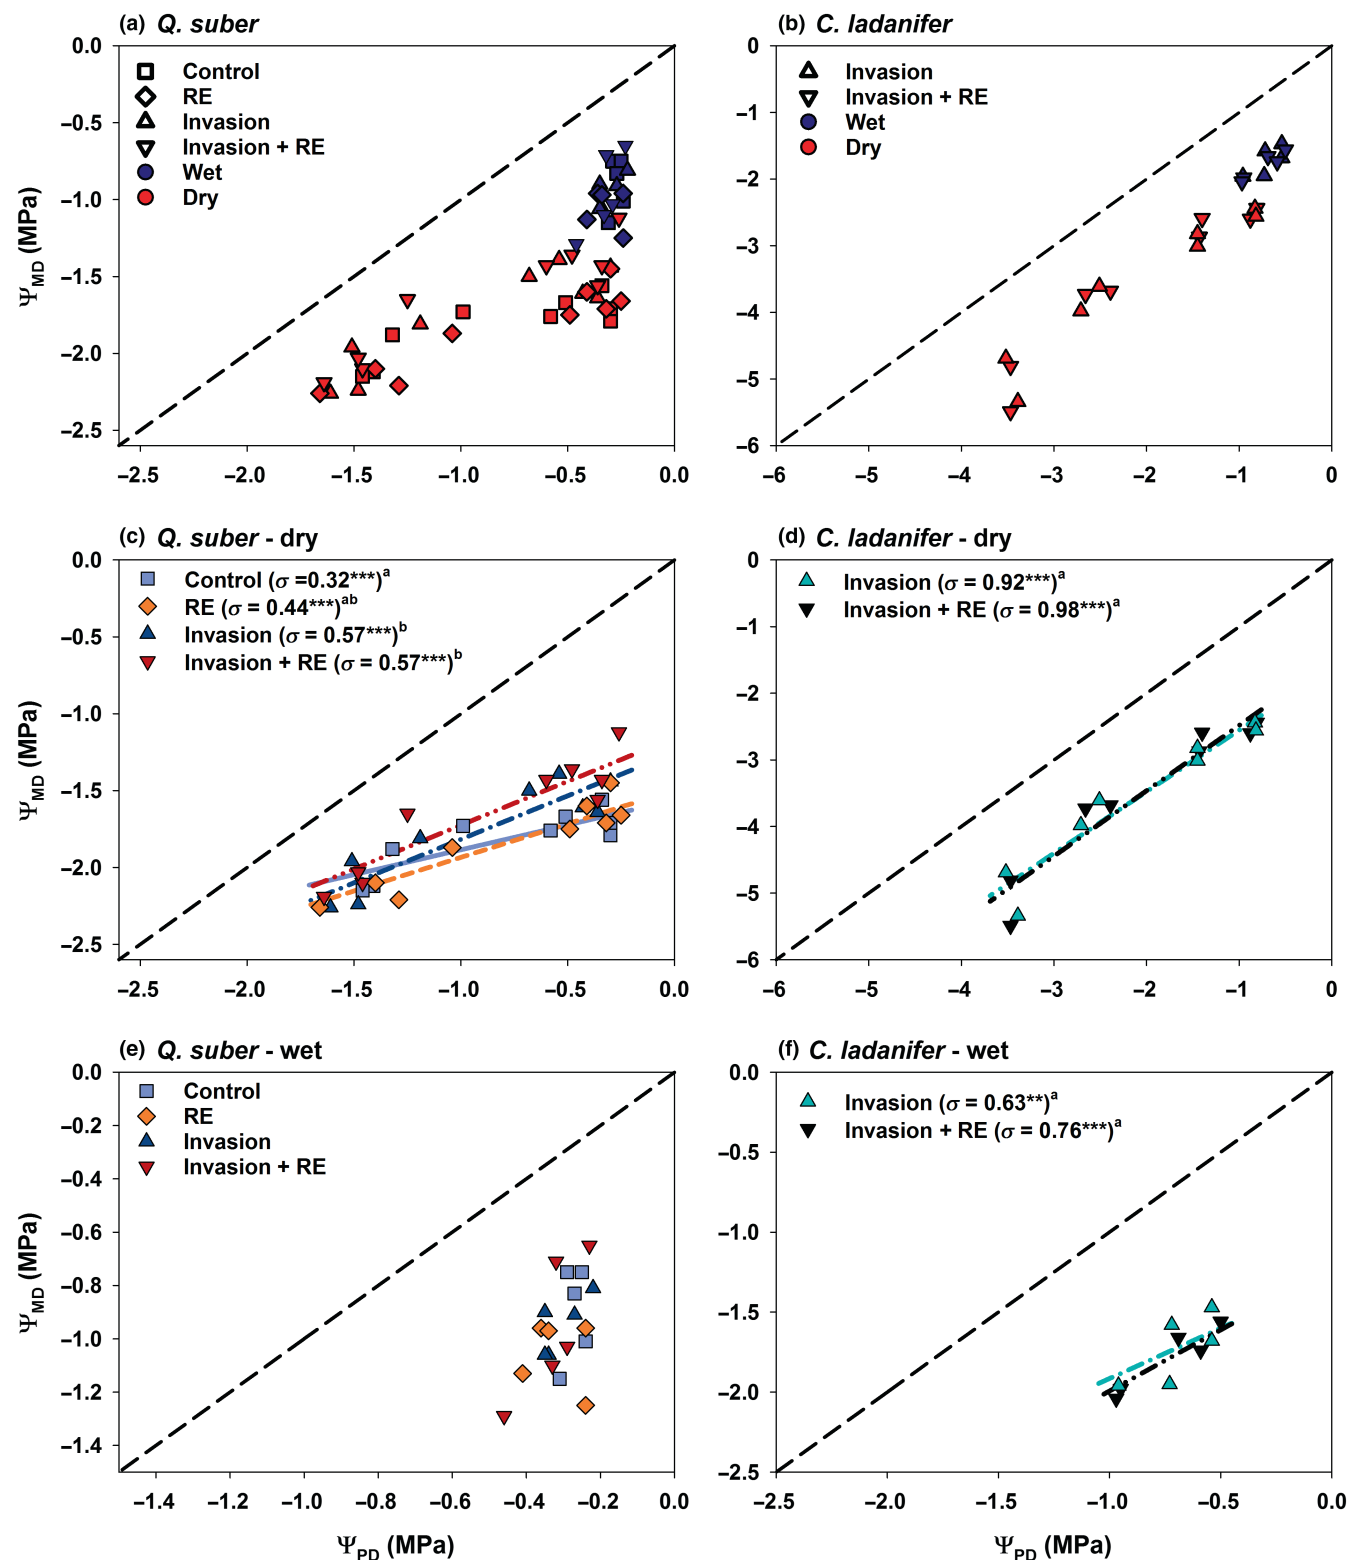 (a) Q. suber
0.0
−0.5
−1.0
−1.5
−2.0
−2.5
Ψ_MD (MPa)
Control
RE
Invasion
Invasion + RE
Wet
Dry
−2.5 −2.0 −1.5 −1.0 −0.5 0.0
(b) C. ladanifer
0
−1
−2
−3
−4
−5
−6
Invasion
Invasion + RE
Wet
Dry
−6 −5 −4 −3 −2 −1 0
(c) Q. suber - dry
0.0
−0.5
−1.0
−1.5
−2.0
−2.5
Ψ_MD (MPa)
Control (σ =0.32***)^a
RE (σ = 0.44***)^ab
Invasion (σ = 0.57***)^b
Invasion + RE (σ = 0.57***)^b
−2.5 −2.0 −1.5 −1.0 −0.5 0.0
(d) C. ladanifer - dry
0
−1
−2
−3
−4
−5
−6
Invasion (σ = 0.92***)^a
Invasion + RE (σ = 0.98***)^a
−6 −5 −4 −3 −2 −1 0
(e) Q. suber - wet
0.0
−0.2
−0.4
−0.6
−0.8
−1.0
−1.2
−1.4
Ψ_MD (MPa)
Control
RE
Invasion
Invasion + RE
−1.4 −1.2 −1.0 −0.8 −0.6 −0.4 −0.2 0.0
Ψ_PD (MPa)
(f) C. ladanifer - wet
0.0
−0.5
−1.0
−1.5
−2.0
−2.5
Invasion (σ = 0.63**)^a
Invasion + RE (σ = 0.76***)^a
−2.5 −2.0 −1.5 −1.0 −0.5 0.0
Ψ_PD (MPa)